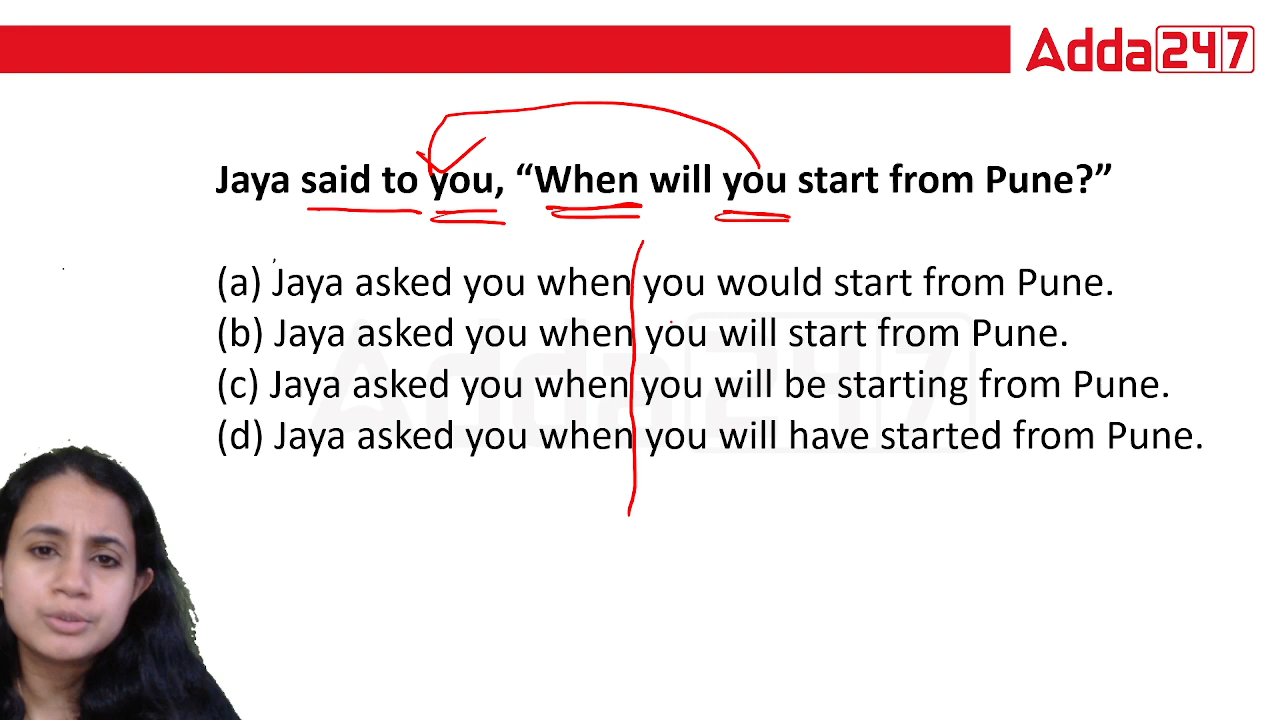 Adda247
Jaya said to you, “When will you start from Pune?”
(a) Jaya asked you when you would start from Pune.
(b) Jaya asked you when you will start from Pune.
(c) Jaya asked you when you will be starting from Pune.
(d) Jaya asked you when you will have started from Pune.
Adda247